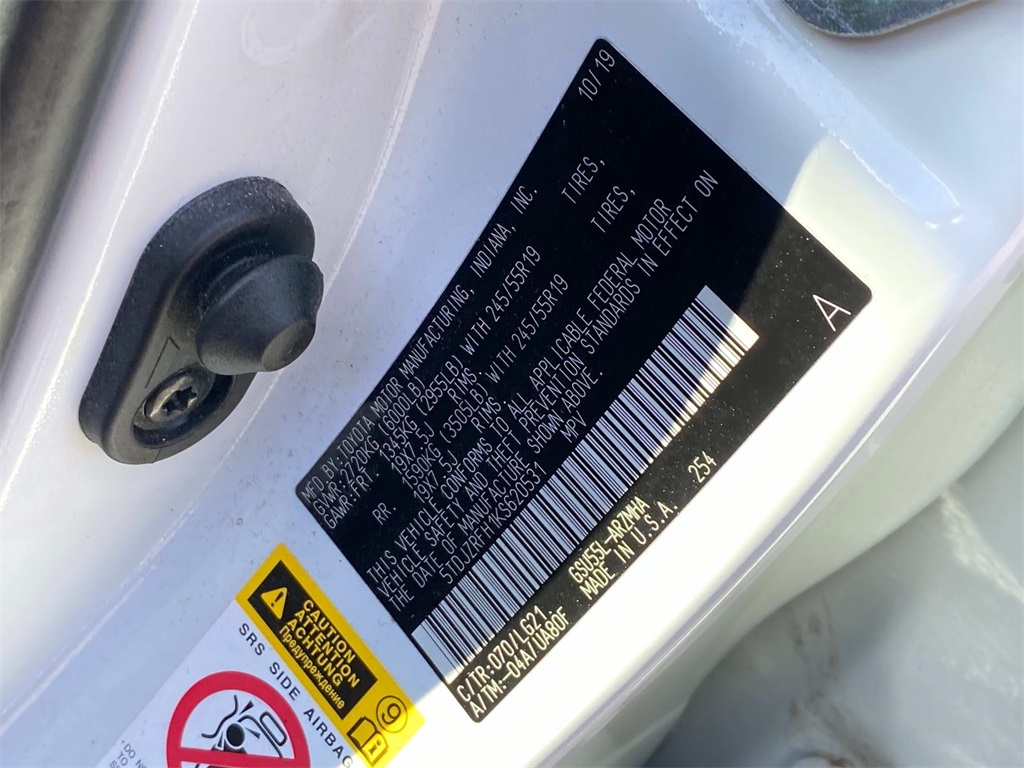 MFD.BY:TOYOTA MOTOR MANUFACTURING, INDIANA, INC. 10/19
GVWR:2720KG(6000LB)
GAWR:FRT. 1345KG (2955LB) WITH 245/55R19 TIRES,
19X7.5J RIMS
RR. 1590KG (3505LB) WITH 245/55R19 TIRES,
19X7.5J RIMS
THIS VEHICLE CONFORMS TO ALL APPLICABLE FEDERAL MOTOR
VEHICLE SAFETY AND THEFT PREVENTION STANDARDS IN EFFECT ON
THE DATE OF MANUFACTURE SHOWN ABOVE.
5TDJZRFH1KS620531 MPV
A
C/TR:070/LG21 GSU55L-ARZMHA 254
A/TM:-04A/UA80F MADE IN U.S.A.
CAUTION
ATTENTION
ACHTUNG
Предупреждение
9
SRS SIDE AIRBAG